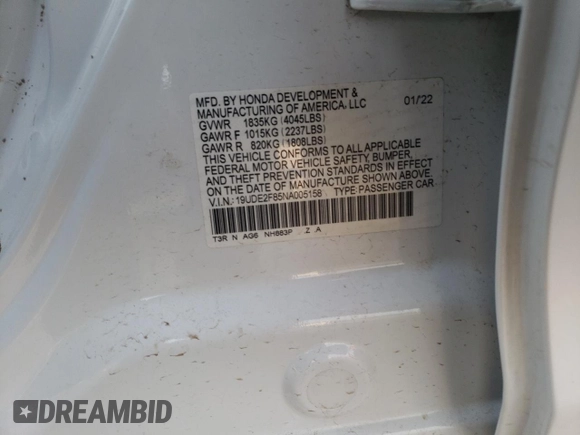 MFD. BY HONDA DEVELOPMENT &
MANUFACTURING OF AMERICA, LLC 01/22
GVWR 1835KG (4045LBS)
GAWR F 1015KG (2237LBS)
GAWR R 820KG (1808LBS)
THIS VEHICLE CONFORMS TO ALL APPLICABLE
FEDERAL MOTOR VEHICLE SAFETY, BUMPER,
AND THEFT PREVENTION STANDARDS IN EFFECT
ON THE DATE OF MANUFACTURE SHOWN ABOVE.
V.I.N.: 19UDE2F85NA005158 TYPE PASSENGER CAR
T3R N AG6 NH883P Z A
DREAMBID